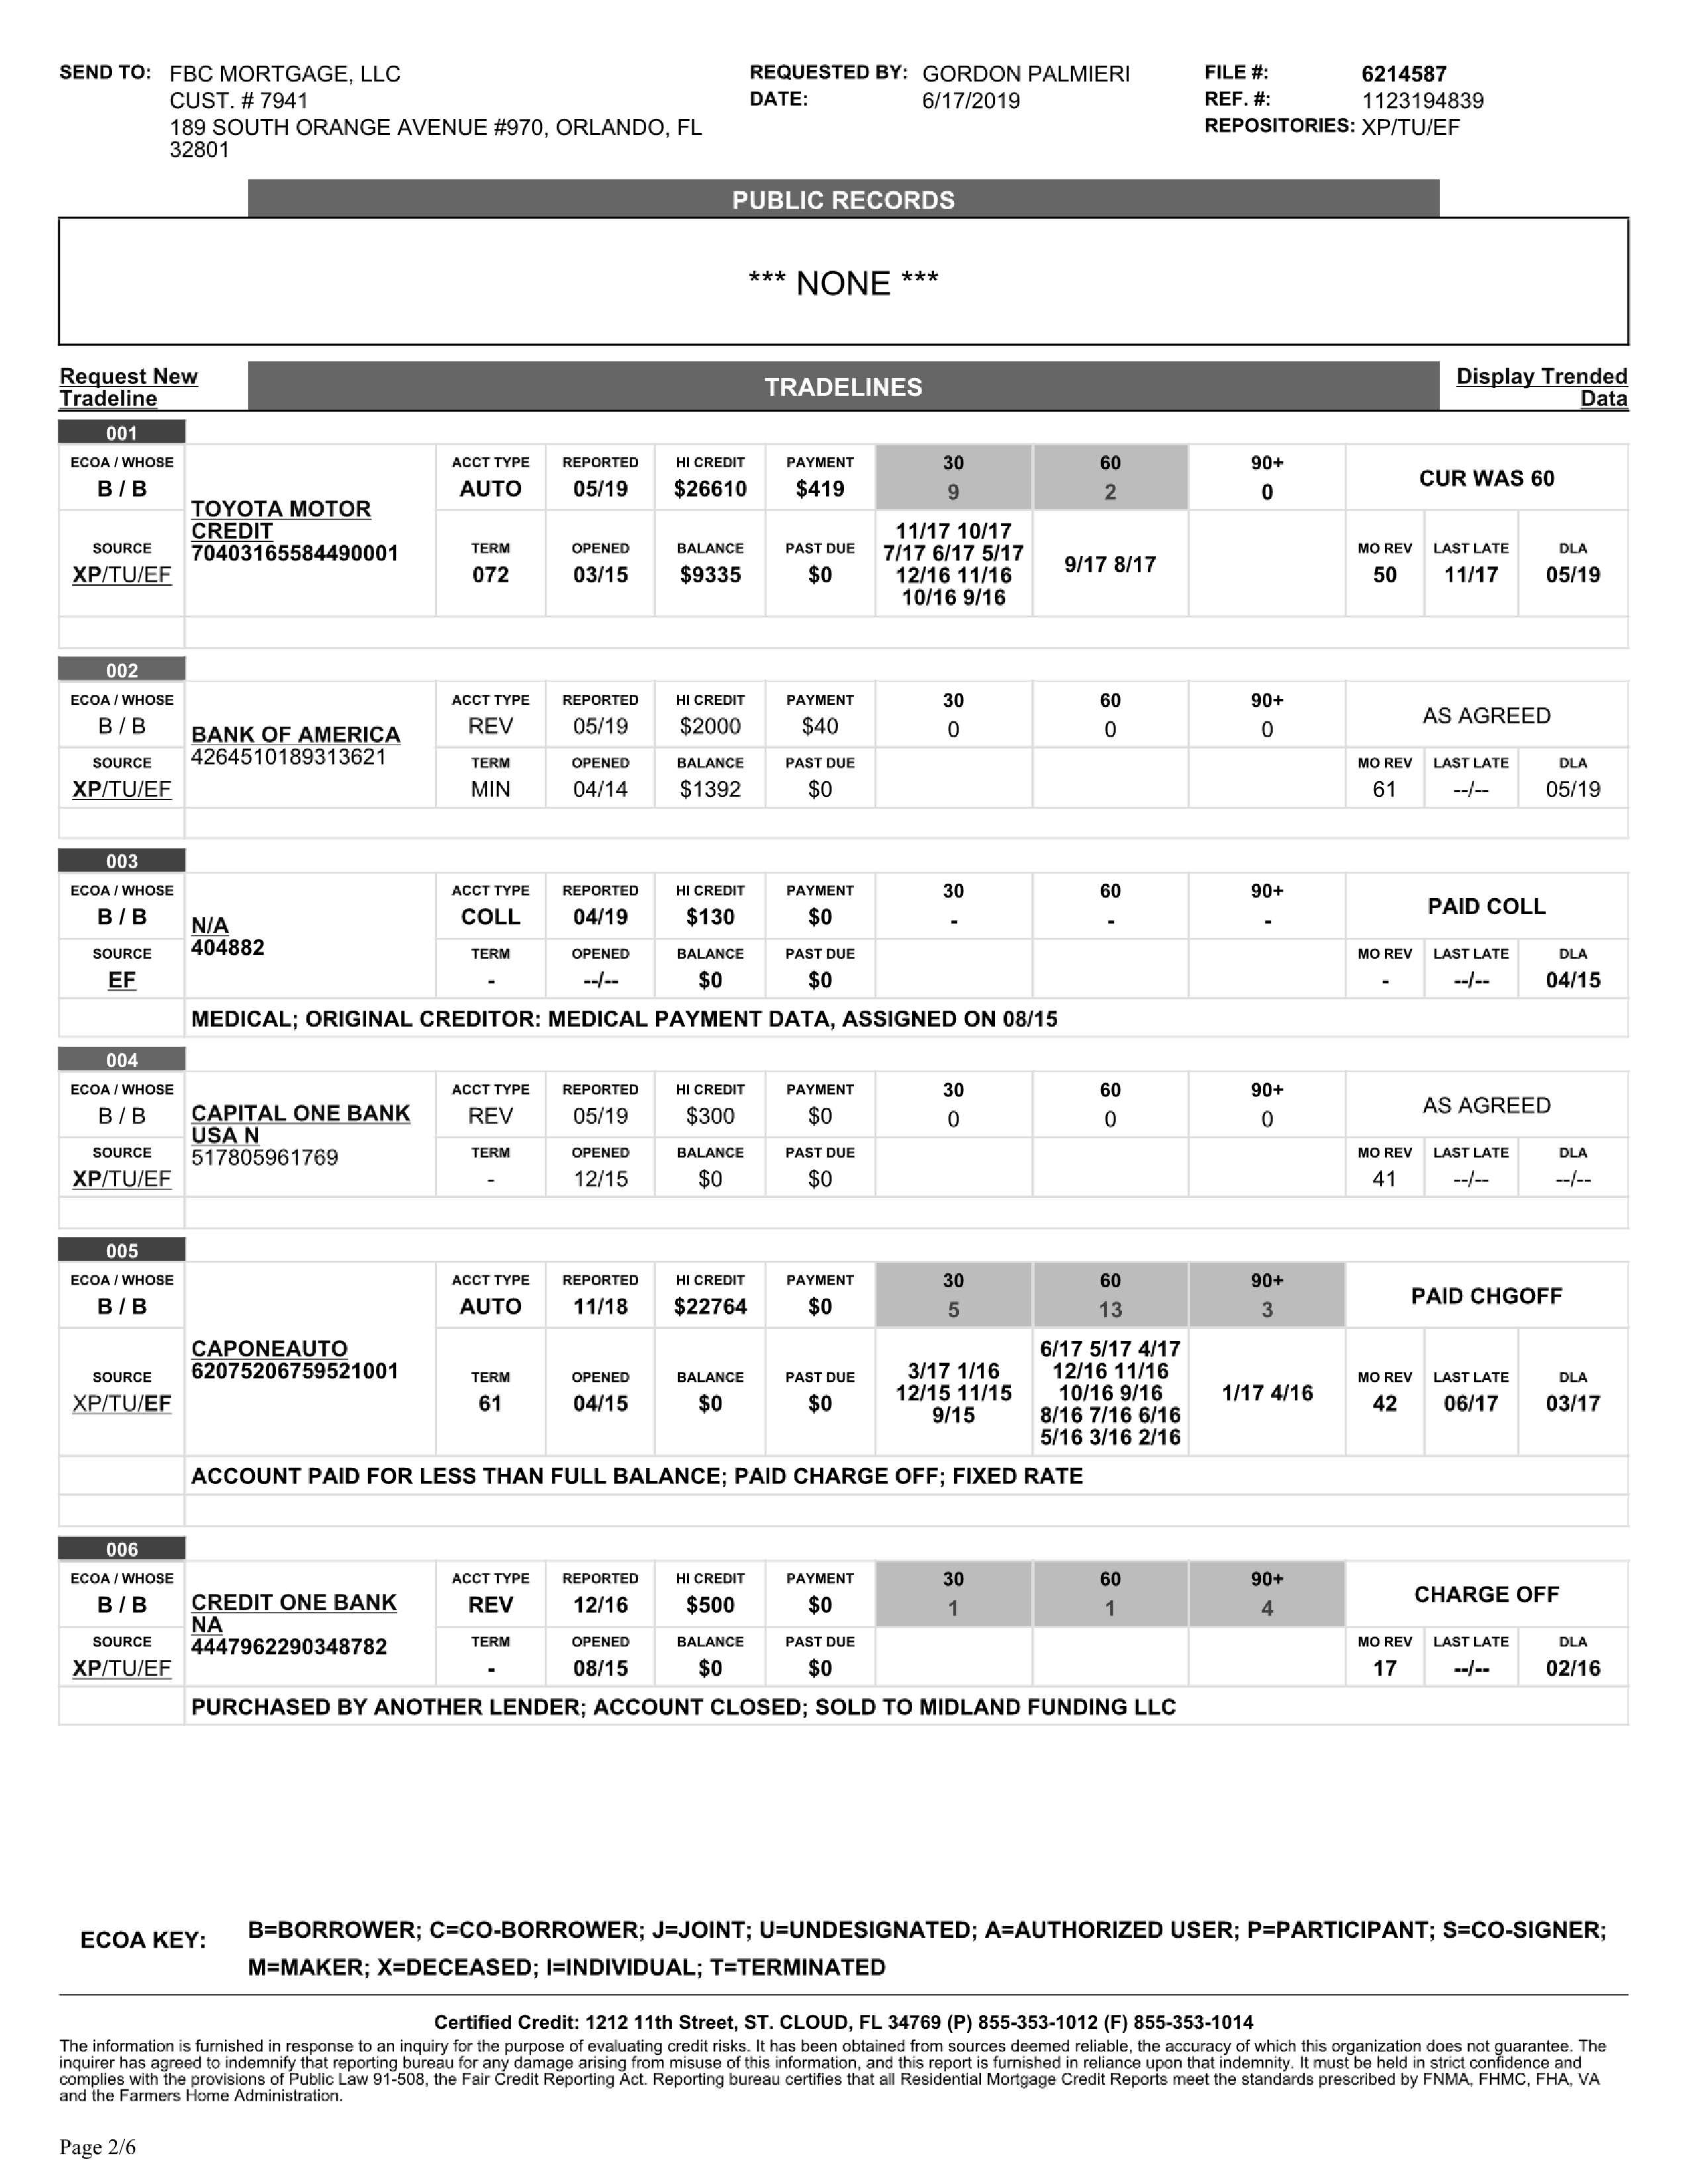 SEND TO: FBC MORTGAGE, LLC REQUESTED BY: GORDON PALMIERI FILE #: 6214587
CUST. # 7941 DATE: 6/17/2019 REF. #: 1123194839
189 SOUTH ORANGE AVENUE #970, ORLANDO, FL REPOSITORIES: XP/TU/EF
32801
PUBLIC RECORDS
*** NONE ***
Request New TRADELINES Display Trended
Tradeline Data
001
ECOA / WHOSE ACCT TYPE REPORTED HI CREDIT PAYMENT 30 60 90+ CUR WAS 60
B / B AUTO 05/19 $26610 $419 9 2 0
TOYOTA MOTOR
CREDIT 11/17 10/17
SOURCE 70403165584490001 TERM OPENED BALANCE PAST DUE 7/17 6/17 5/17 9/17 8/17 MO REV LAST LATE DLA
XP/TU/EF 072 03/15 $9335 $0 12/16 11/16 50 11/17 05/19
10/16 9/16
002
ECOA / WHOSE ACCT TYPE REPORTED HI CREDIT PAYMENT 30 60 90+ AS AGREED
B / B BANK OF AMERICA REV 05/19 $2000 $40 0 0 0
SOURCE 4264510189313621 TERM OPENED BALANCE PAST DUE MO REV LAST LATE DLA
XP/TU/EF MIN 04/14 $1392 $0 61 --/-- 05/19
003
ECOA / WHOSE ACCT TYPE REPORTED HI CREDIT PAYMENT 30 60 90+ PAID COLL
B / B N/A COLL 04/19 $130 $0 - - -
SOURCE 404882 TERM OPENED BALANCE PAST DUE MO REV LAST LATE DLA
EF - --/-- $0 $0 - --/-- 04/15
MEDICAL; ORIGINAL CREDITOR: MEDICAL PAYMENT DATA, ASSIGNED ON 08/15
004
ECOA / WHOSE ACCT TYPE REPORTED HI CREDIT PAYMENT 30 60 90+ AS AGREED
B / B CAPITAL ONE BANK REV 05/19 $300 $0 0 0 0
USA N
SOURCE 517805961769 TERM OPENED BALANCE PAST DUE MO REV LAST LATE DLA
XP/TU/EF - 12/15 $0 $0 41 --/-- --/--
005
ECOA / WHOSE ACCT TYPE REPORTED HI CREDIT PAYMENT 30 60 90+ PAID CHGOFF
B / B AUTO 11/18 $22764 $0 5 13 3
CAPONEAUTO 6/17 5/17 4/17
SOURCE 62075206759521001 TERM OPENED BALANCE PAST DUE 3/17 1/16 12/16 11/16 MO REV LAST LATE DLA
XP/TU/EF 61 04/15 $0 $0 12/15 11/15 10/16 9/16 1/17 4/16 42 06/17 03/17
9/15 8/16 7/16 6/16
5/16 3/16 2/16
ACCOUNT PAID FOR LESS THAN FULL BALANCE; PAID CHARGE OFF; FIXED RATE
006
ECOA / WHOSE ACCT TYPE REPORTED HI CREDIT PAYMENT 30 60 90+ CHARGE OFF
B / B CREDIT ONE BANK REV 12/16 $500 $0 1 1 4
NA
SOURCE 4447962290348782 TERM OPENED BALANCE PAST DUE MO REV LAST LATE DLA
XP/TU/EF - 08/15 $0 $0 17 --/-- 02/16
PURCHASED BY ANOTHER LENDER; ACCOUNT CLOSED; SOLD TO MIDLAND FUNDING LLC
ECOA KEY: B=BORROWER; C=CO-BORROWER; J=JOINT; U=UNDESIGNATED; A=AUTHORIZED USER; P=PARTICIPANT; S=CO-SIGNER;
M=MAKER; X=DECEASED; I=INDIVIDUAL; T=TERMINATED
Certified Credit: 1212 11th Street, ST. CLOUD, FL 34769 (P) 855-353-1012 (F) 855-353-1014
The information is furnished in response to an inquiry for the purpose of evaluating credit risks. It has been obtained from sources deemed reliable, the accuracy of which this organization does not guarantee. The
inquirer has agreed to indemnify that reporting bureau for any damage arising from misuse of this information, and this report is furnished in reliance upon that indemnity. It must be held in strict confidence and
complies with the provisions of Public Law 91-508, the Fair Credit Reporting Act. Reporting bureau certifies that all Residential Mortgage Credit Reports meet the standards prescribed by FNMA, FHMC, FHA, VA
and the Farmers Home Administration.
Page 2/6